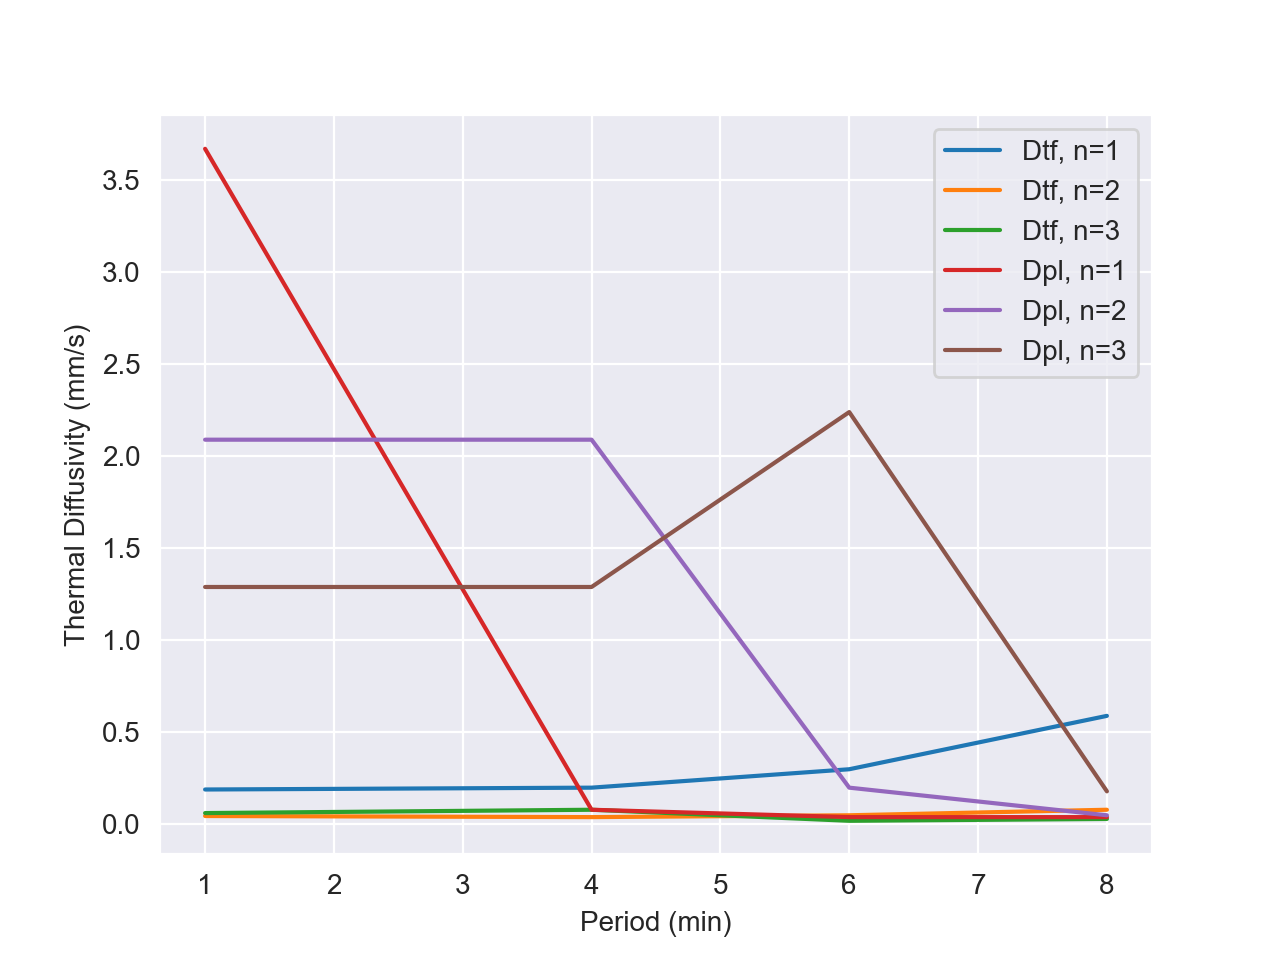 Dtf, n=1
Dtf, n=2
Dtf, n=3
Dpl, n=1
Dpl, n=2
Dpl, n=3
3.5
3.0
2.5
2.0
1.5
1.0
0.5
0.0
Thermal Diffusivity (mm/s)
1 2 3 4 5 6 7 8
Period (min)